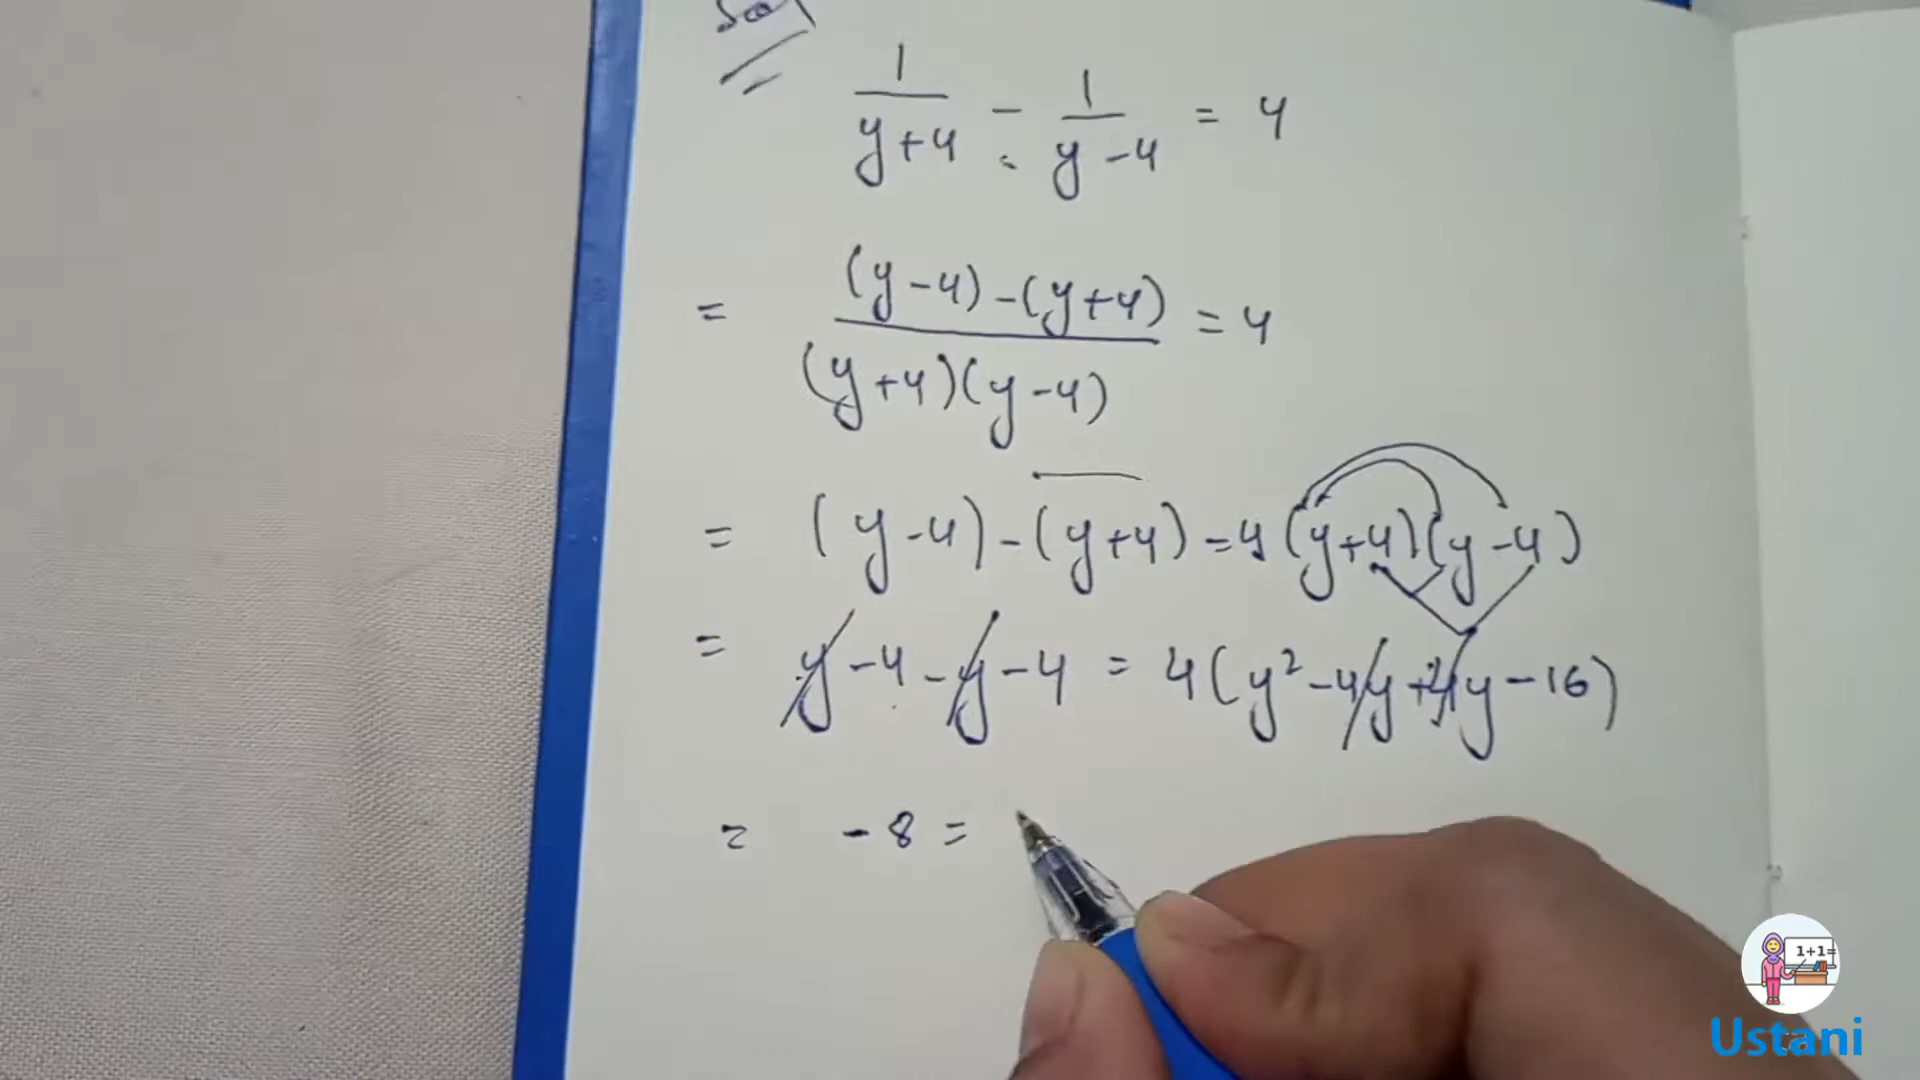 Sol
1/(y+4) - 1/(y-4) = 4
= ((y-4)-(y+4))/((y+4)(y-4)) = 4
= (y-4)-(y+4) = 4(y+4)(y-4)
= y-4-y-4 = 4(y²-4y+4y-16)
= -8 =
1+1=
Ustani